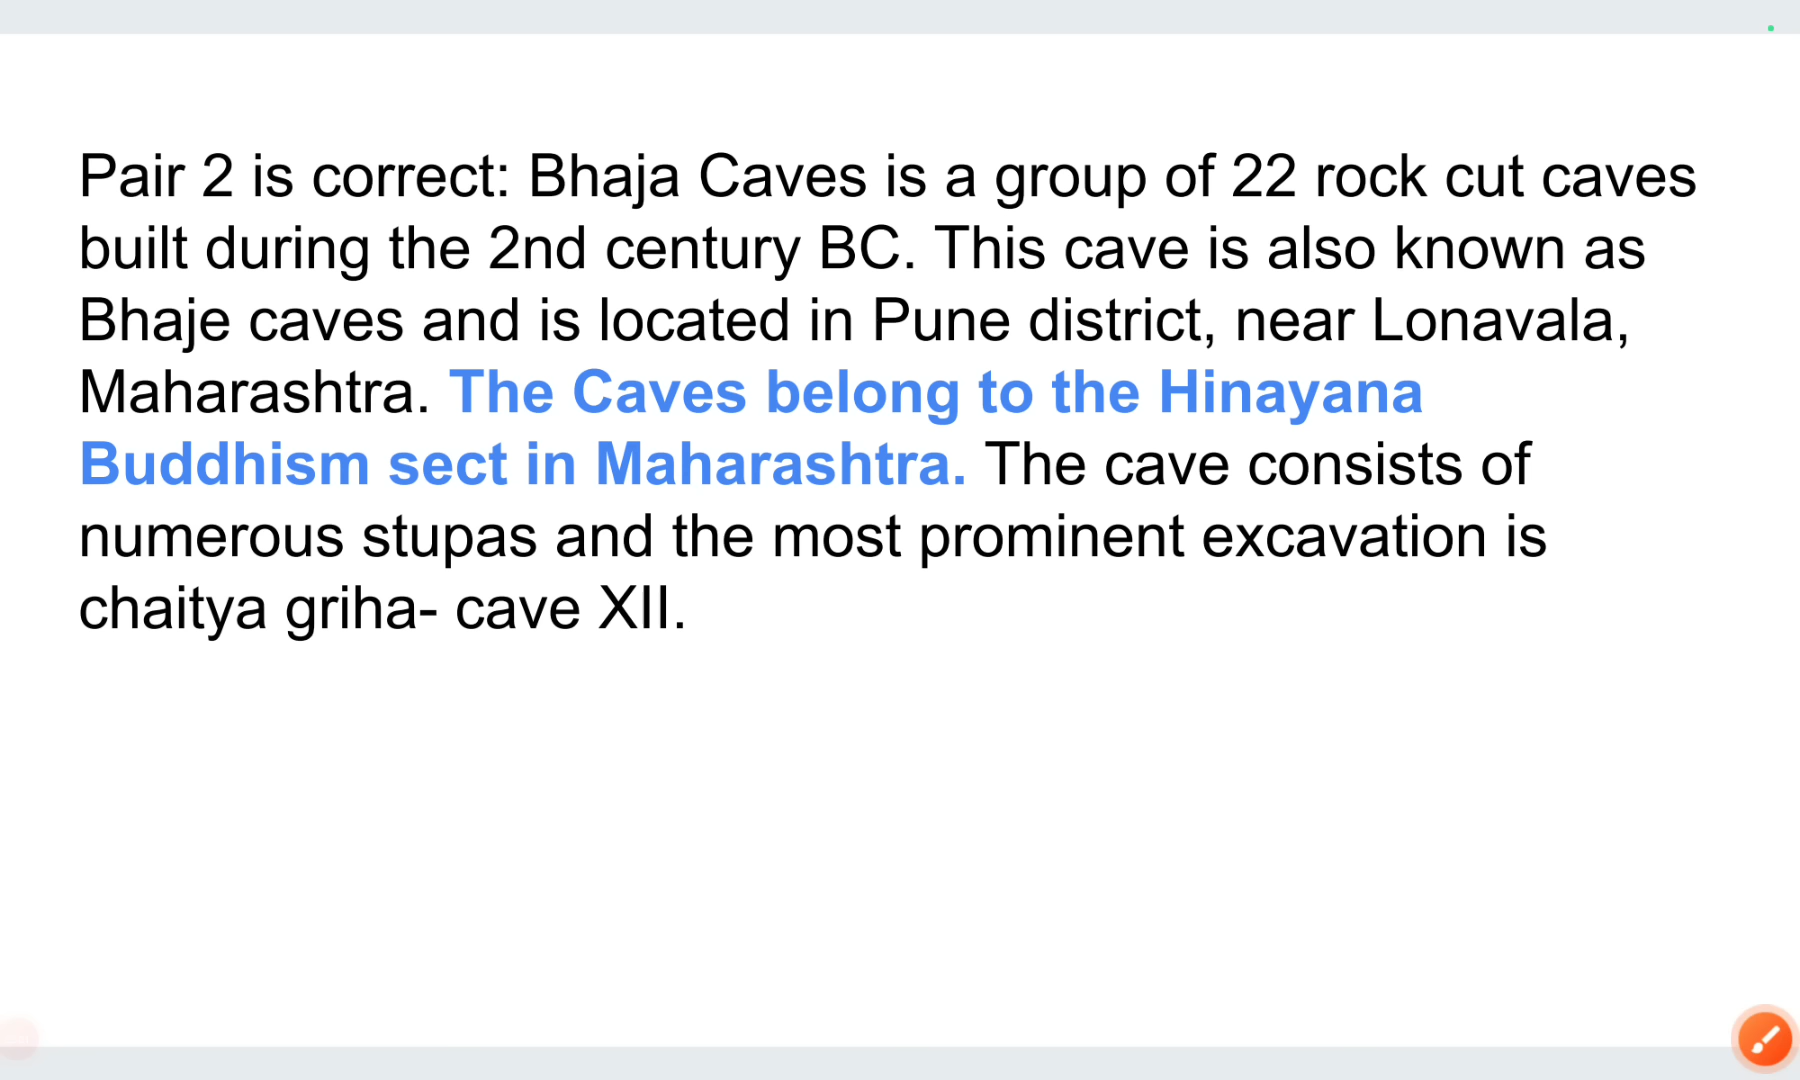 Pair 2 is correct: Bhaja Caves is a group of 22 rock cut caves
built during the 2nd century BC. This cave is also known as
Bhaje caves and is located in Pune district, near Lonavala,
Maharashtra. The Caves belong to the Hinayana
Buddhism sect in Maharashtra. The cave consists of
numerous stupas and the most prominent excavation is
chaitya griha- cave XII.